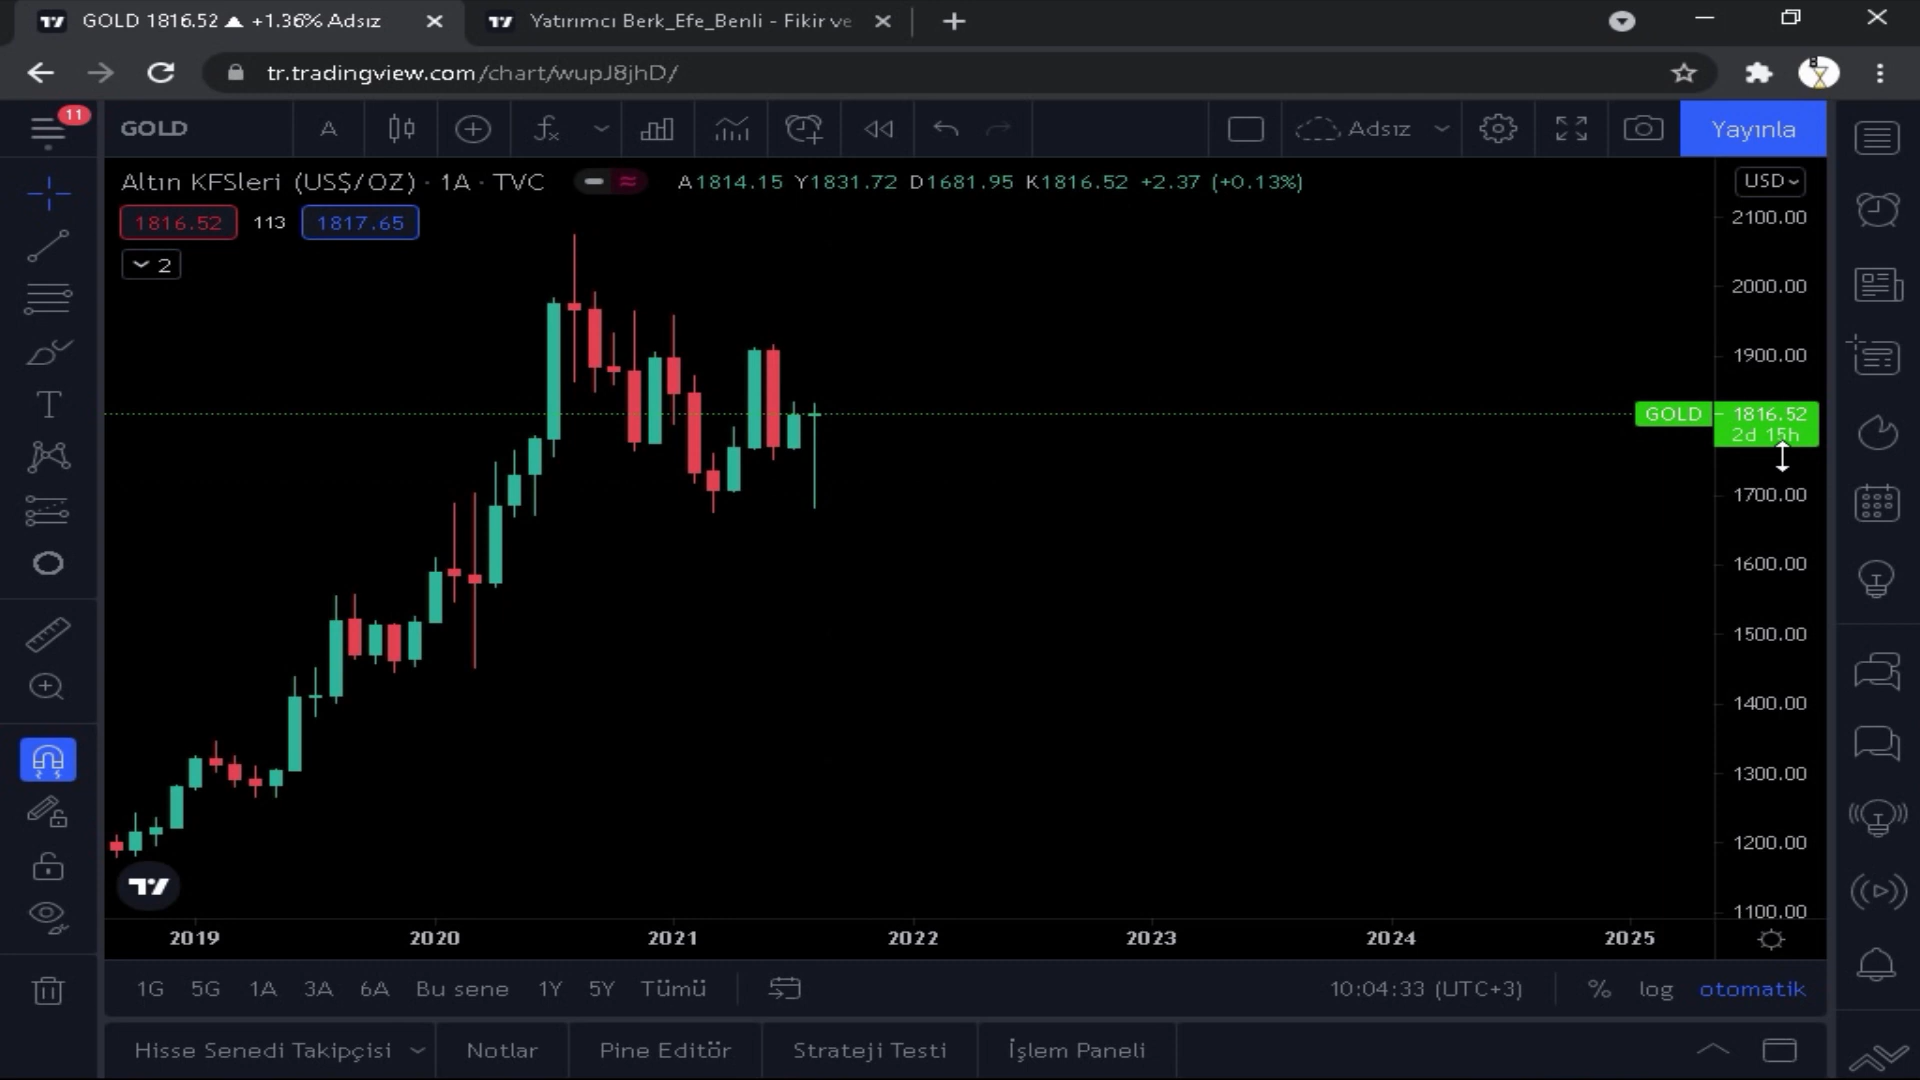 GOLD 1816.52 ▲ +1.36% Adsız
Yatırımcı Berk_Efe_Benli - Fikir ve
tr.tradingview.com/chart/wupJ8jhD/
11
GOLD
A
Adsız
Yayınla
Altın KFSleri (US$/OZ) · 1A · TVC
A1814.15 Y1831.72 D1681.95 K1816.52 +2.37 (+0.13%)
USD
1816.52 113 1817.65
2
2100.00
2000.00
1900.00
GOLD 1816.52
2d 15h
1700.00
1600.00
1500.00
1400.00
1300.00
1200.00
1100.00
2019 2020 2021 2022 2023 2024 2025
1G 5G 1A 3A 6A Bu sene 1Y 5Y Tümü
10:04:33 (UTC+3) % log otomatik
Hisse Senedi Takipçisi Notlar Pine Editör Strateji Testi İşlem Paneli